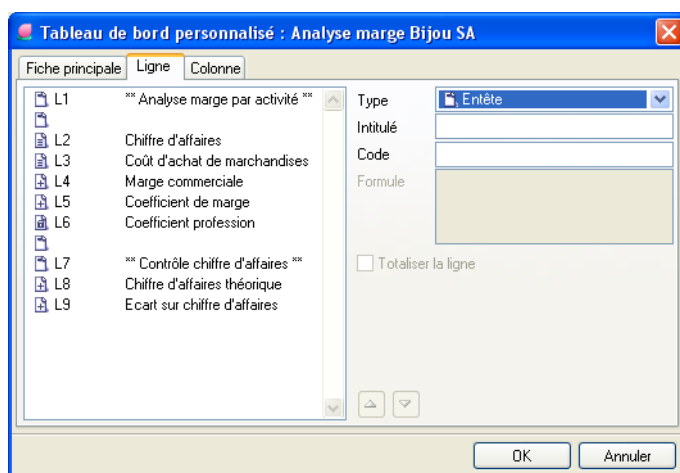 Tableau de bord personnalisé : Analyse marge Bijou SA
Fiche principale Ligne Colonne
L1 ** Analyse marge par activité **
L2 Chiffre d'affaires
L3 Coût d'achat de marchandises
L4 Marge commerciale
L5 Coefficient de marge
L6 Coefficient profession
L7 ** Contrôle chiffre d'affaires **
L8 Chiffre d'affaires théorique
L9 Ecart sur chiffre d'affaires
Type Entête
Intitulé
Code
Formule
Totaliser la ligne
OK Annuler